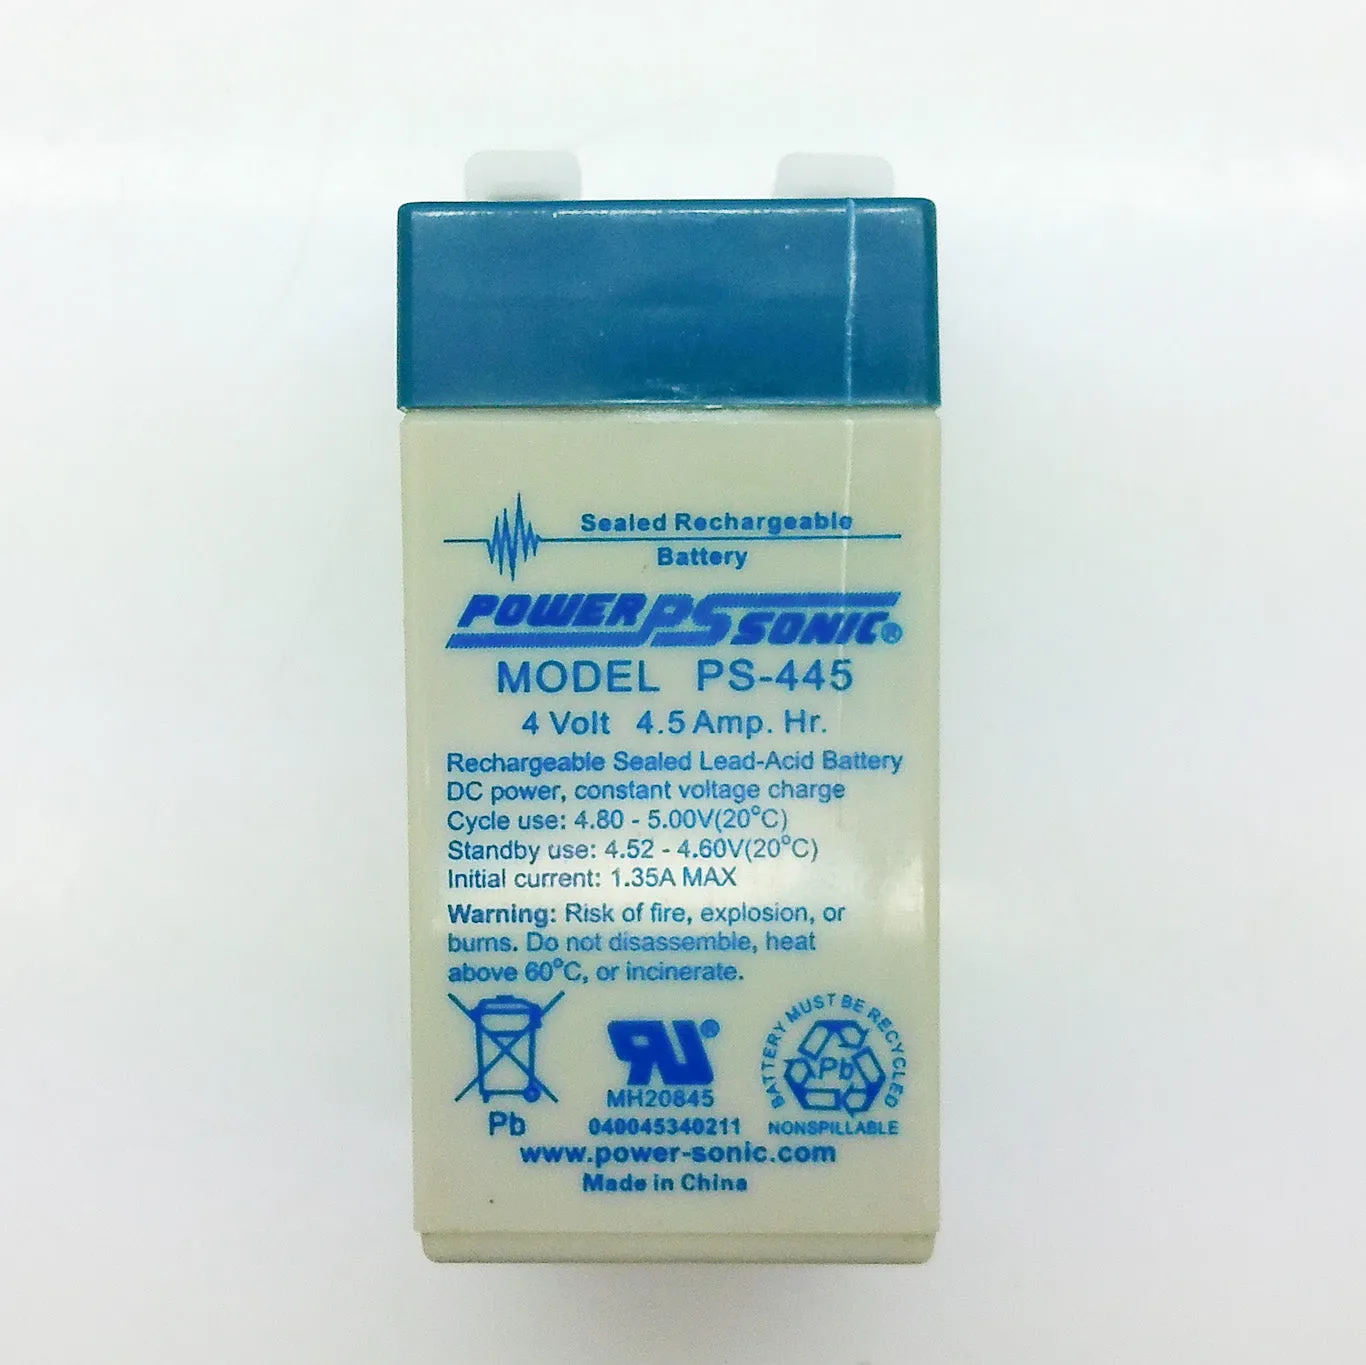 Sealed Rechargeable
Battery
POWER PS SONIC®
MODEL PS-445
4 Volt 4.5 Amp. Hr.
Rechargeable Sealed Lead-Acid Battery
DC power, constant voltage charge
Cycle use: 4.80 - 5.00V(20°C)
Standby use: 4.52 - 4.60V(20°C)
Initial current: 1.35A MAX
Warning: Risk of fire, explosion, or
burns. Do not disassemble, heat
above 60°C, or incinerate.
Pb
RU®
MH20845
040045340211
BATTERY MUST BE RECYCLED
Pb
NONSPILLABLE
www.power-sonic.com
Made in China